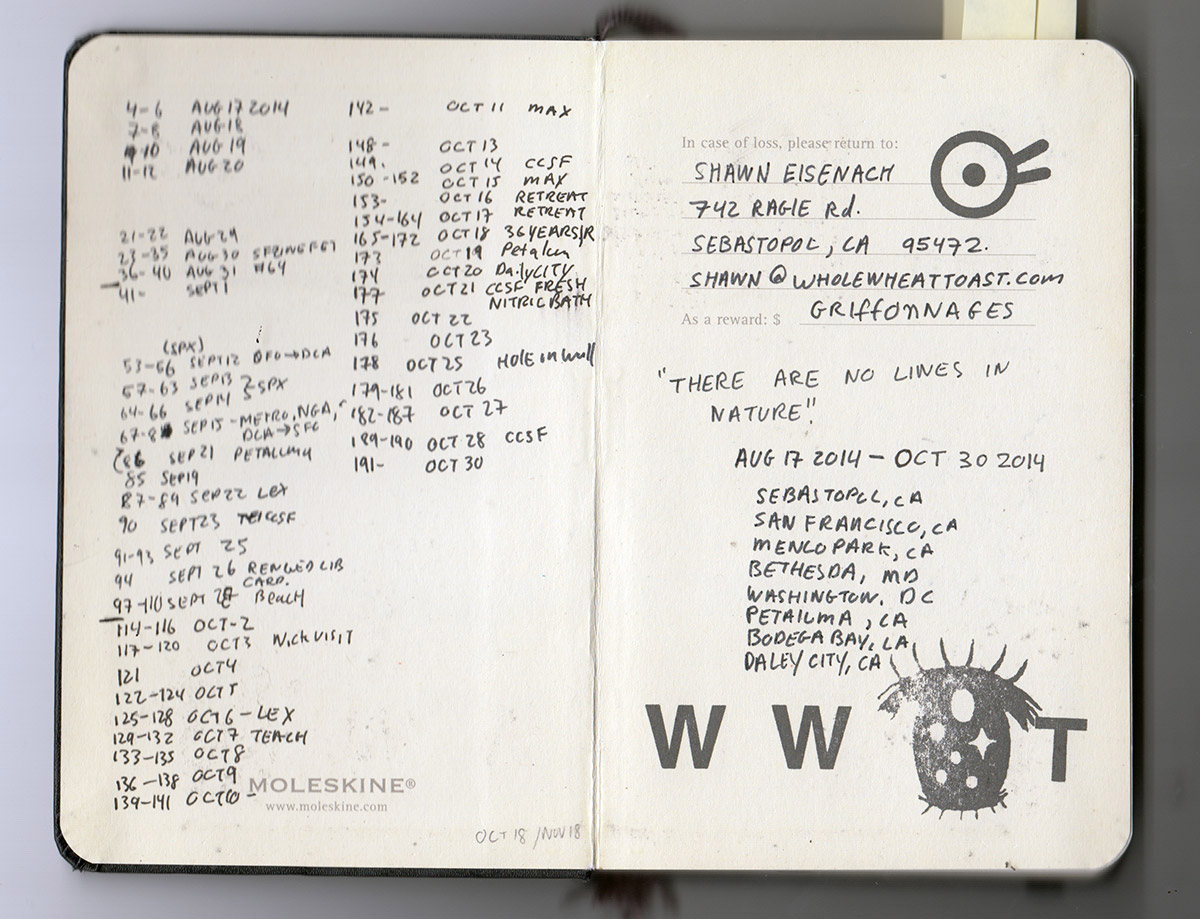 4-6 AUG 17 2014
7-8 AUG 18
10 AUG 19
11-12 AUG 20
21-22 AUG 29
23-35 AUG 30
36-40 AUG 31 #64
41- SEPT 1
(SPX)
53-56 SEPT 12 →DCA
57-63 SEPT 13 } SPX
64-66 SEPT 14
67-8 SEPT 15 - METRO, NGA,
DCA→SFO
86 SEP 21 PETALUMA
85 SEP 19
87-89 SEP 22 LEX
90 SEPT 23 CCSF
91-93 SEPT 25
94 SEPT 26 RENEWED LIB
CARD.
97-110 SEPT 28 BEACH
114-116 OCT-2
117-120 OCT 3 NICK VISIT
121 OCT 4
122-124 OCT 5
125-128 OCT 6 - LEX
129-132 OCT 7 TEACH
133-135 OCT 8
136-138 OCT 9
139-141 OCT 10 -
142- OCT 11 MAX
148- OCT 13
149. OCT 14 CCSF
150-152 OCT 15 MAX
153- OCT 16 RETREAT
154-164 OCT 17 RETREAT
165-172 OCT 18 36 YEARS/R
173 OCT 19 Petalum
174 OCT 20 DailyCITY
177 OCT 21 CCSF FRESH
NITRIC BATH
175 OCT 22
176 OCT 23
178 OCT 25 HOLE in wall
179-181 OCT 26
182-187 OCT 27
189-190 OCT 28 CCSF
191- OCT 30
MOLESKINE®
www.moleskine.com
OCT 18 /NOV 18
In case of loss, please return to:
SHAWN EISENACH
742 RAGLE Rd.
SEBASTOPOL, CA 95472.
SHAWN@WHOLEWHEATTOAST.COM
As a reward: $ GRIFFONNAGES
"THERE ARE NO LINES IN
NATURE".
AUG 17 2014 - OCT 30 2014
SEBASTOPOL, CA
SAN FRANCISCO, CA
MENLO PARK, CA
BETHESDA, MD
WASHINGTON, DC
PETALUMA, CA
BODEGA BAY, CA
DALEY CITY, CA
W W T